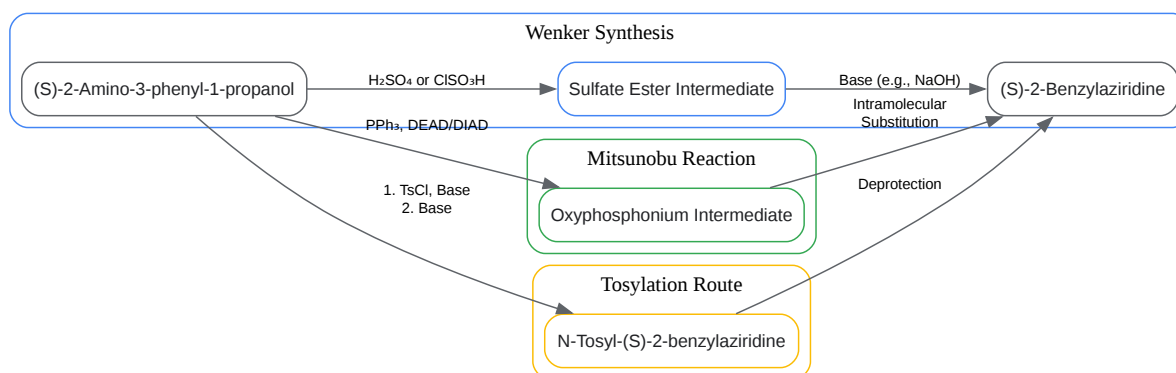 Wenker Synthesis
(S)-2-Amino-3-phenyl-1-propanol
H₂SO₄ or ClSO₃H
Sulfate Ester Intermediate
Base (e.g., NaOH)
(S)-2-Benzylaziridine
PPh₃, DEAD/DIAD
Intramolecular
Substitution
Mitsunobu Reaction
1. TsCl, Base
2. Base
Oxyphosphonium Intermediate
Deprotection
Tosylation Route
N-Tosyl-(S)-2-benzylaziridine